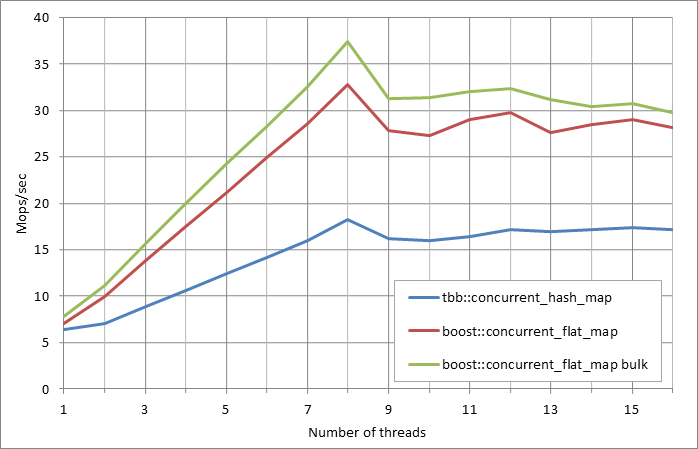 40
35
30
25
20
15
10
5
0
Mops/sec
tbb::concurrent_hash_map
boost::concurrent_flat_map
boost::concurrent_flat_map bulk
1 3 5 7 9 11 13 15
Number of threads